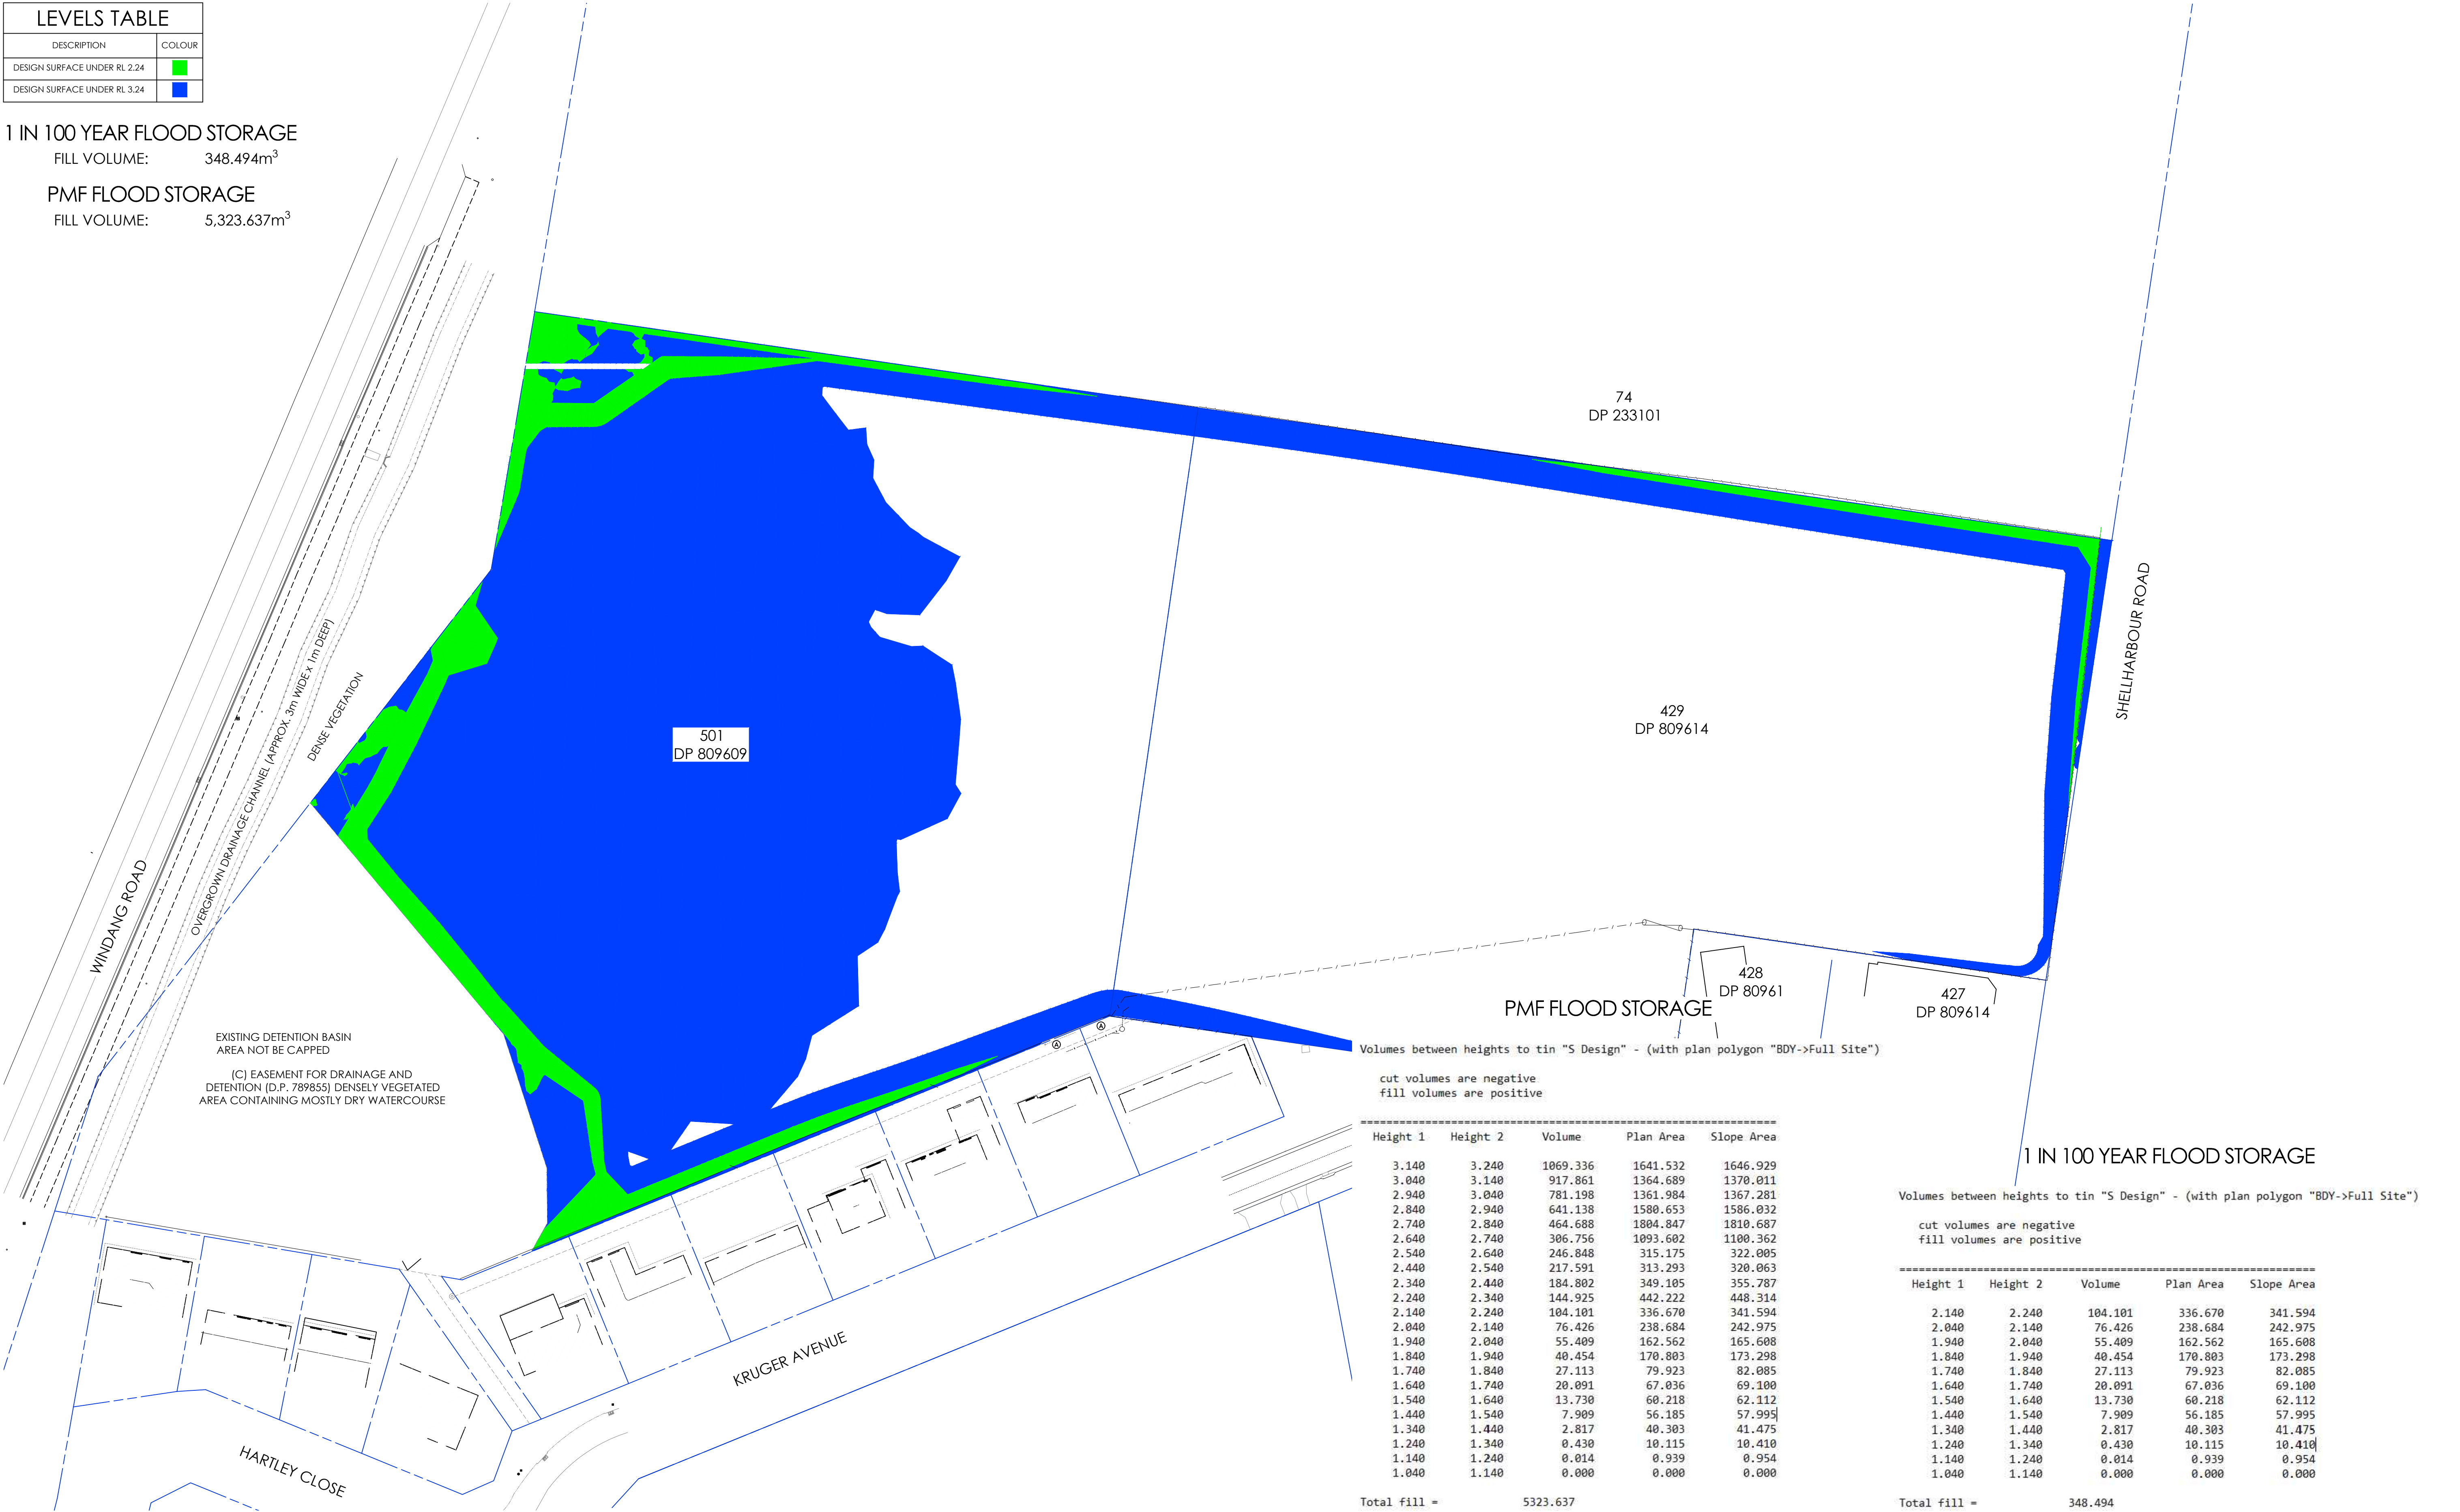 LEVELS TABLE
DESCRIPTION COLOUR
DESIGN SURFACE UNDER RL 2.24
DESIGN SURFACE UNDER RL 3.24
1 IN 100 YEAR FLOOD STORAGE
FILL VOLUME: 348.494m³
PMF FLOOD STORAGE
FILL VOLUME: 5,323.637m³
74
DP 233101
SHELLHARBOUR ROAD
429
DP 809614
501
DP 809609
OVERGROWN DRAINAGE CHANNEL (APPROX. 3m WIDE x 1m DEEP)
DENSE VEGETATION
WINDANG ROAD
EXISTING DETENTION BASIN
AREA NOT BE CAPPED
(C) EASEMENT FOR DRAINAGE AND
DETENTION (D.P. 789855) DENSELY VEGETATED
AREA CONTAINING MOSTLY DRY WATERCOURSE
A
A
428
DP 80961
427
DP 809614
KRUGER AVENUE
HARTLEY CLOSE
PMF FLOOD STORAGE
Volumes between heights to tin "S Design" - (with plan polygon "BDY->Full Site")
cut volumes are negative
fill volumes are positive
==============================================================
Height 1 Height 2 Volume Plan Area Slope Area
3.140 3.240 1069.336 1641.532 1646.929
3.040 3.140 917.861 1364.689 1370.011
2.940 3.040 781.198 1361.984 1367.281
2.840 2.940 641.138 1580.653 1586.032
2.740 2.840 464.688 1804.847 1810.687
2.640 2.740 306.756 1093.602 1100.362
2.540 2.640 246.848 315.175 322.005
2.440 2.540 217.591 313.293 320.063
2.340 2.440 184.802 349.105 355.787
2.240 2.340 144.925 442.222 448.314
2.140 2.240 104.101 336.670 341.594
2.040 2.140 76.426 238.684 242.975
1.940 2.040 55.409 162.562 165.608
1.840 1.940 40.454 170.803 173.298
1.740 1.840 27.113 79.923 82.085
1.640 1.740 20.091 67.036 69.100
1.540 1.640 13.730 60.218 62.112
1.440 1.540 7.909 56.185 57.995
1.340 1.440 2.817 40.303 41.475
1.240 1.340 0.430 10.115 10.410
1.140 1.240 0.014 0.939 0.954
1.040 1.140 0.000 0.000 0.000
Total fill = 5323.637
1 IN 100 YEAR FLOOD STORAGE
Volumes between heights to tin "S Design" - (with plan polygon "BDY->Full Site")
cut volumes are negative
fill volumes are positive
==============================================================
Height 1 Height 2 Volume Plan Area Slope Area
2.140 2.240 104.101 336.670 341.594
2.040 2.140 76.426 238.684 242.975
1.940 2.040 55.409 162.562 165.608
1.840 1.940 40.454 170.803 173.298
1.740 1.840 27.113 79.923 82.085
1.640 1.740 20.091 67.036 69.100
1.540 1.640 13.730 60.218 62.112
1.440 1.540 7.909 56.185 57.995
1.340 1.440 2.817 40.303 41.475
1.240 1.340 0.430 10.115 10.410
1.140 1.240 0.014 0.939 0.954
1.040 1.140 0.000 0.000 0.000
Total fill = 348.494